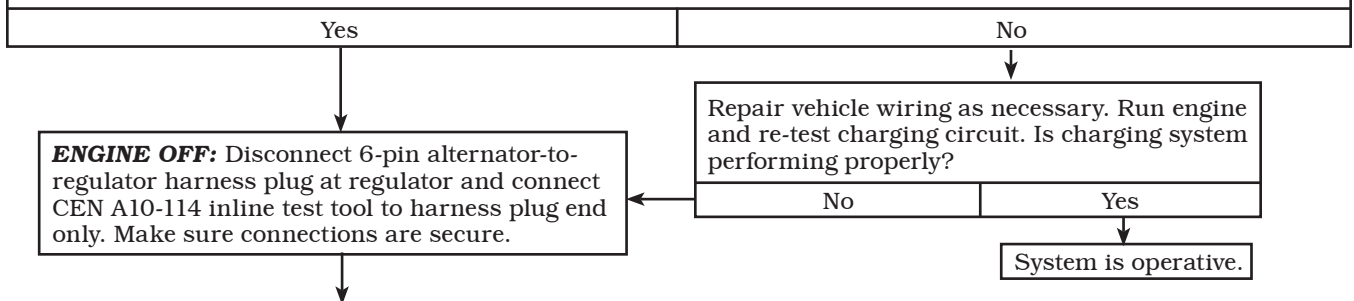 Yes
No
Repair vehicle wiring as necessary. Run engine
and re-test charging circuit. Is charging system
performing properly?
No
Yes
ENGINE OFF: Disconnect 6-pin alternator-to-
regulator harness plug at regulator and connect
CEN A10-114 inline test tool to harness plug end
only. Make sure connections are secure.
System is operative.